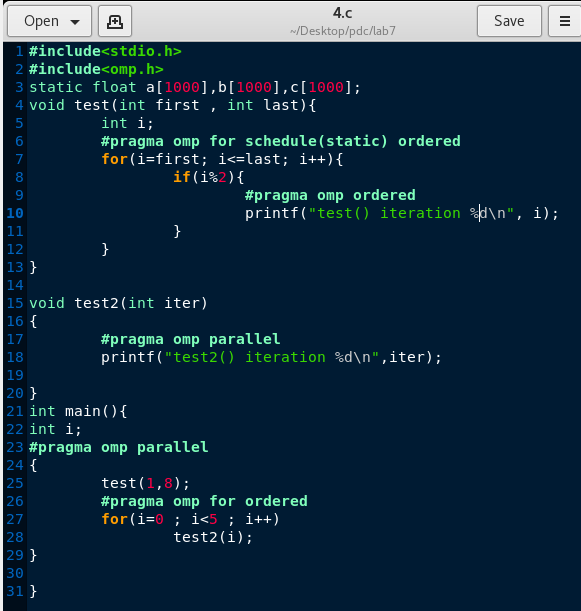 Open 4.c Save
~/Desktop/pdc/lab7
1 #include<stdio.h>
2 #include<omp.h>
3 static float a[1000],b[1000],c[1000];
4 void test(int first , int last){
5         int i;
6         #pragma omp for schedule(static) ordered
7         for(i=first; i<=last; i++){
8                 if(i%2){
9                         #pragma omp ordered
10                         printf("test() iteration %d\n", i);
11                 }
12         }
13 }
14
15 void test2(int iter)
16 {
17         #pragma omp parallel
18         printf("test2() iteration %d\n",iter);
19
20 }
21 int main(){
22 int i;
23 #pragma omp parallel
24 {
25         test(1,8);
26         #pragma omp for ordered
27         for(i=0 ; i<5 ; i++)
28                 test2(i);
29 }
30
31 }